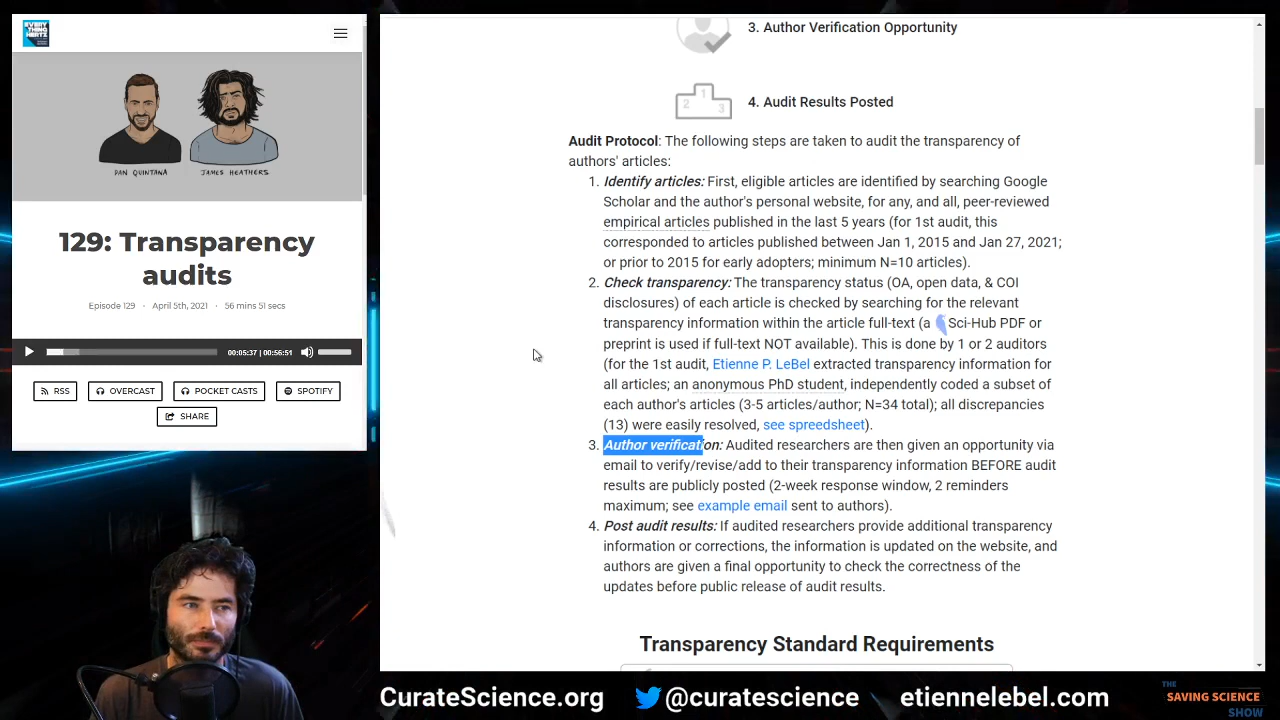 EVERY
THING
HERTZ
DAN QUINTANA
JAMES HEATHERS
129: Transparency
audits
Episode 129 · April 5th, 2021 · 56 mins 51 secs
00:05:37 | 00:56:51
RSS
OVERCAST
POCKET CASTS
SPOTIFY
SHARE
3. Author Verification Opportunity
2 1 3
4. Audit Results Posted
Audit Protocol: The following steps are taken to audit the transparency of
authors' articles:
1. Identify articles: First, eligible articles are identified by searching Google
Scholar and the author's personal website, for any, and all, peer-reviewed
empirical articles published in the last 5 years (for 1st audit, this
corresponded to articles published between Jan 1, 2015 and Jan 27, 2021;
or prior to 2015 for early adopters; minimum N=10 articles).
2. Check transparency: The transparency status (OA, open data, & COI
disclosures) of each article is checked by searching for the relevant
transparency information within the article full-text (a Sci-Hub PDF or
preprint is used if full-text NOT available). This is done by 1 or 2 auditors
(for the 1st audit, Etienne P. LeBel extracted transparency information for
all articles; an anonymous PhD student, independently coded a subset of
each author's articles (3-5 articles/author; N=34 total); all discrepancies
(13) were easily resolved, see spreedsheet).
3. Author verification: Audited researchers are then given an opportunity via
email to verify/revise/add to their transparency information BEFORE audit
results are publicly posted (2-week response window, 2 reminders
maximum; see example email sent to authors).
4. Post audit results: If audited researchers provide additional transparency
information or corrections, the information is updated on the website, and
authors are given a final opportunity to check the correctness of the
updates before public release of audit results.
Transparency Standard Requirements
CurateScience.org @curatescience etiennelebel.com
THE
SAVING SCIENCE
SHOW